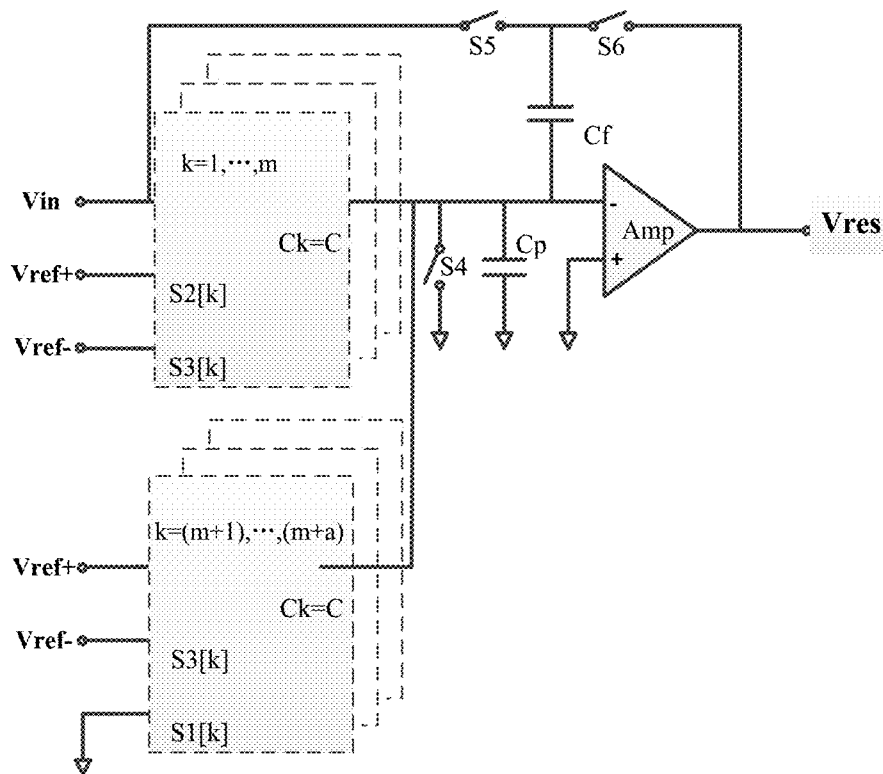 S5
S6
Cf
k=1,···,m
Vin
Ck=C
Vref+
S2[k]
Vref-
S3[k]
S4
Cp
-
Amp
+
Vres
k=(m+1),···,(m+a)
Vref+
Ck=C
Vref-
S3[k]
S1[k]